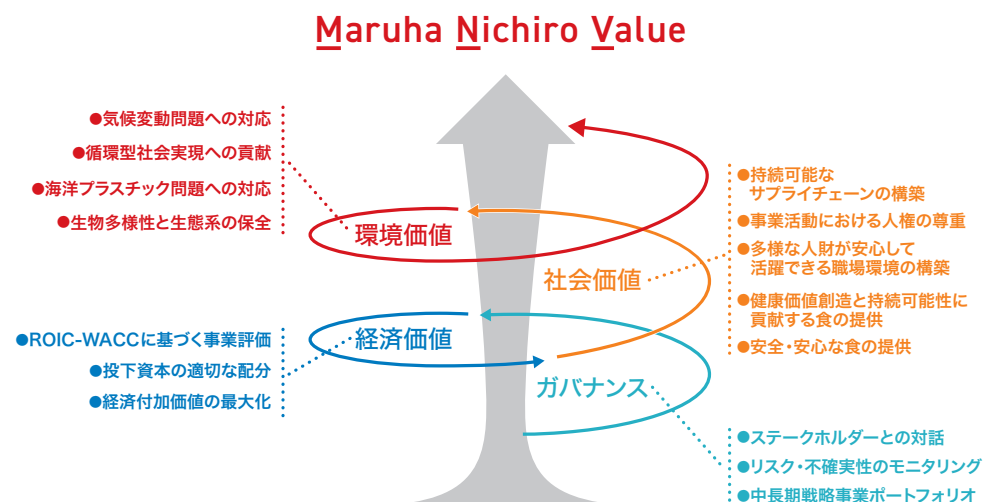 Maruha Nichiro Value
●気候変動問題への対応
●循環型社会実現への貢献
●海洋プラスチック問題への対応
●生物多様性と生態系の保全
環境価値
●持続可能な
サプライチェーンの構築
●事業活動における人権の尊重
●多様な人財が安心して
活躍できる職場環境の構築
●健康価値創造と持続可能性に
貢献する食の提供
●安全・安心な食の提供
社会価値
●ROIC-WACCに基づく事業評価
●投下資本の適切な配分
●経済付加価値の最大化
経済価値
ガバナンス
●ステークホルダーとの対話
●リスク・不確実性のモニタリング
●中長期戦略事業ポートフォリオ